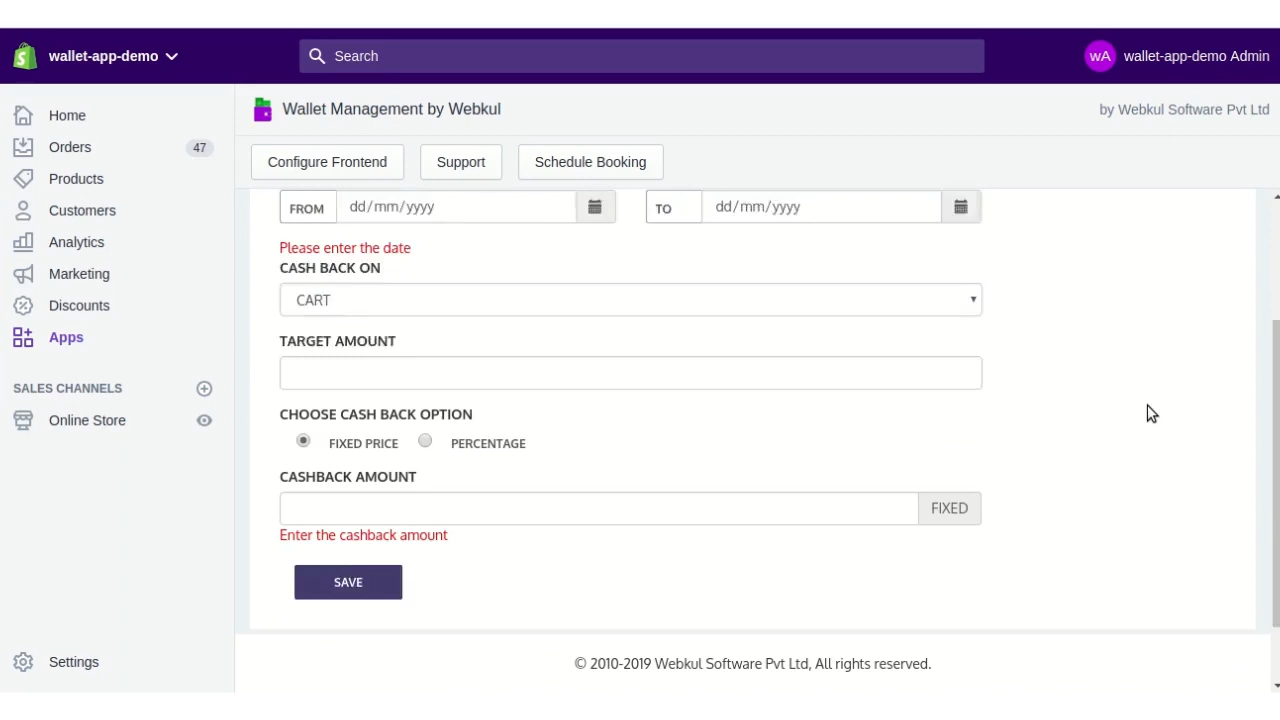 wallet-app-demo
Search
wA
wallet-app-demo Admin
Home
Orders
47
Products
Customers
Analytics
Marketing
Discounts
Apps
SALES CHANNELS
Online Store
Settings
Wallet Management by Webkul
by Webkul Software Pvt Ltd
Configure Frontend
Support
Schedule Booking
FROM
dd/mm/yyyy
TO
dd/mm/yyyy
Please enter the date
CASH BACK ON
CART
TARGET AMOUNT
CHOOSE CASH BACK OPTION
FIXED PRICE
PERCENTAGE
CASHBACK AMOUNT
FIXED
Enter the cashback amount
SAVE
© 2010-2019 Webkul Software Pvt Ltd, All rights reserved.